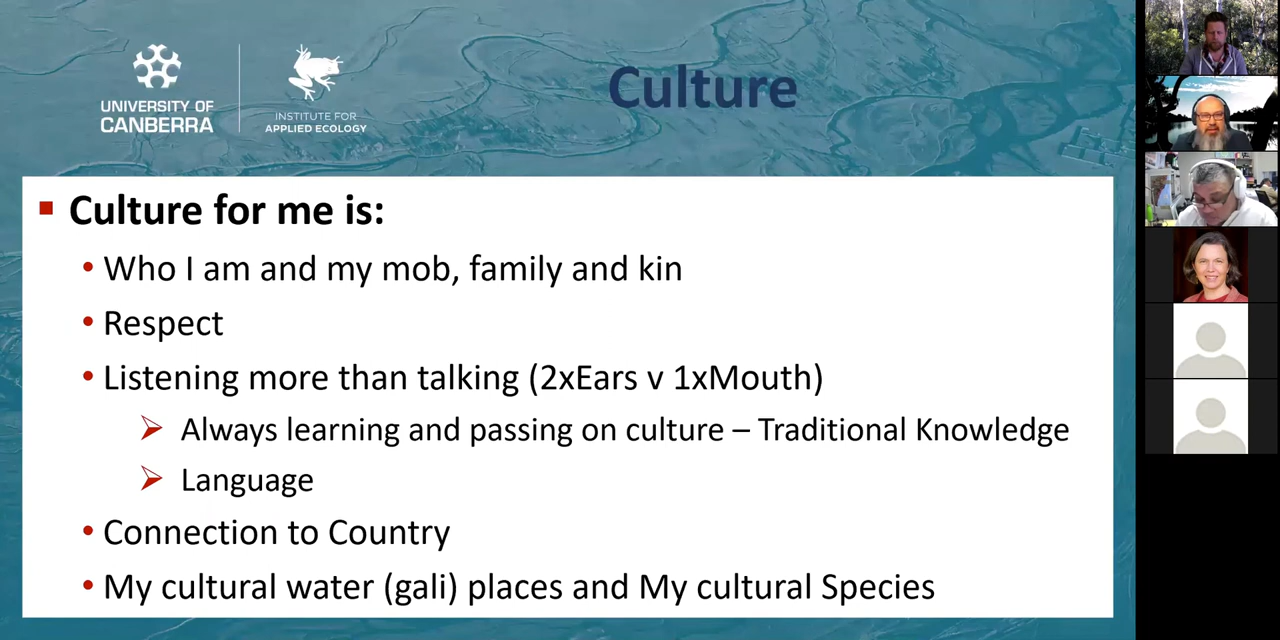 UNIVERSITY OF
CANBERRA
INSTITUTE FOR
APPLIED ECOLOGY
Culture
Culture for me is:
Who I am and my mob, family and kin
Respect
Listening more than talking (2xEars v 1xMouth)
Always learning and passing on culture – Traditional Knowledge
Language
Connection to Country
My cultural water (gali) places and My cultural Species